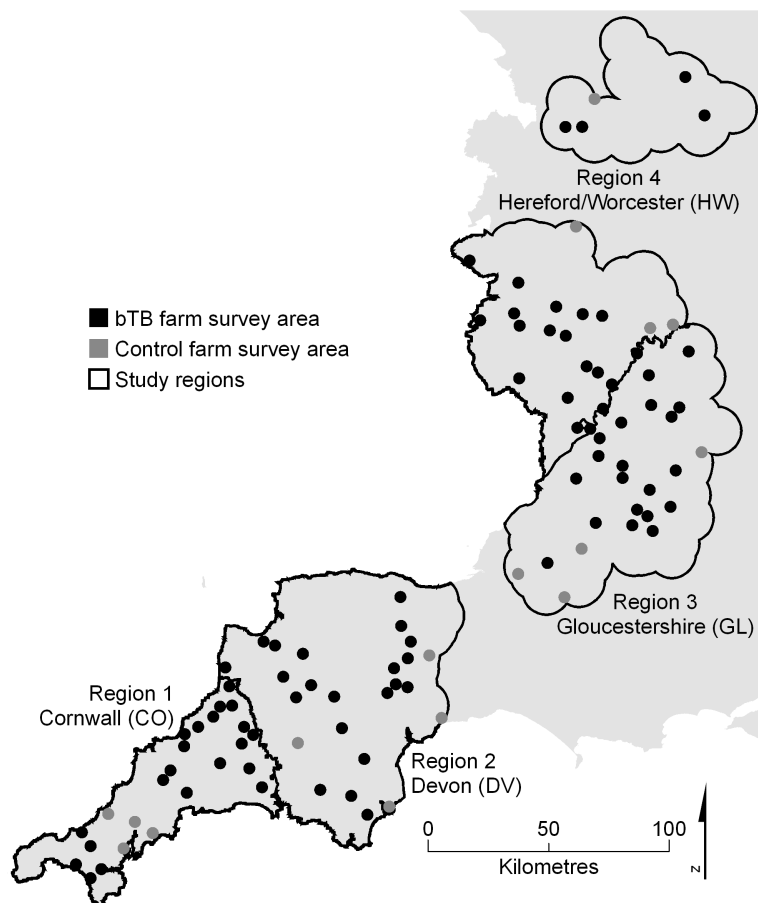 Region 4
Hereford/Worcester (HW)
bTB farm survey area
Control farm survey area
Study regions
Region 3
Gloucestershire (GL)
Region 1
Cornwall (CO)
Region 2
Devon (DV)
0 50 100
Kilometres
N